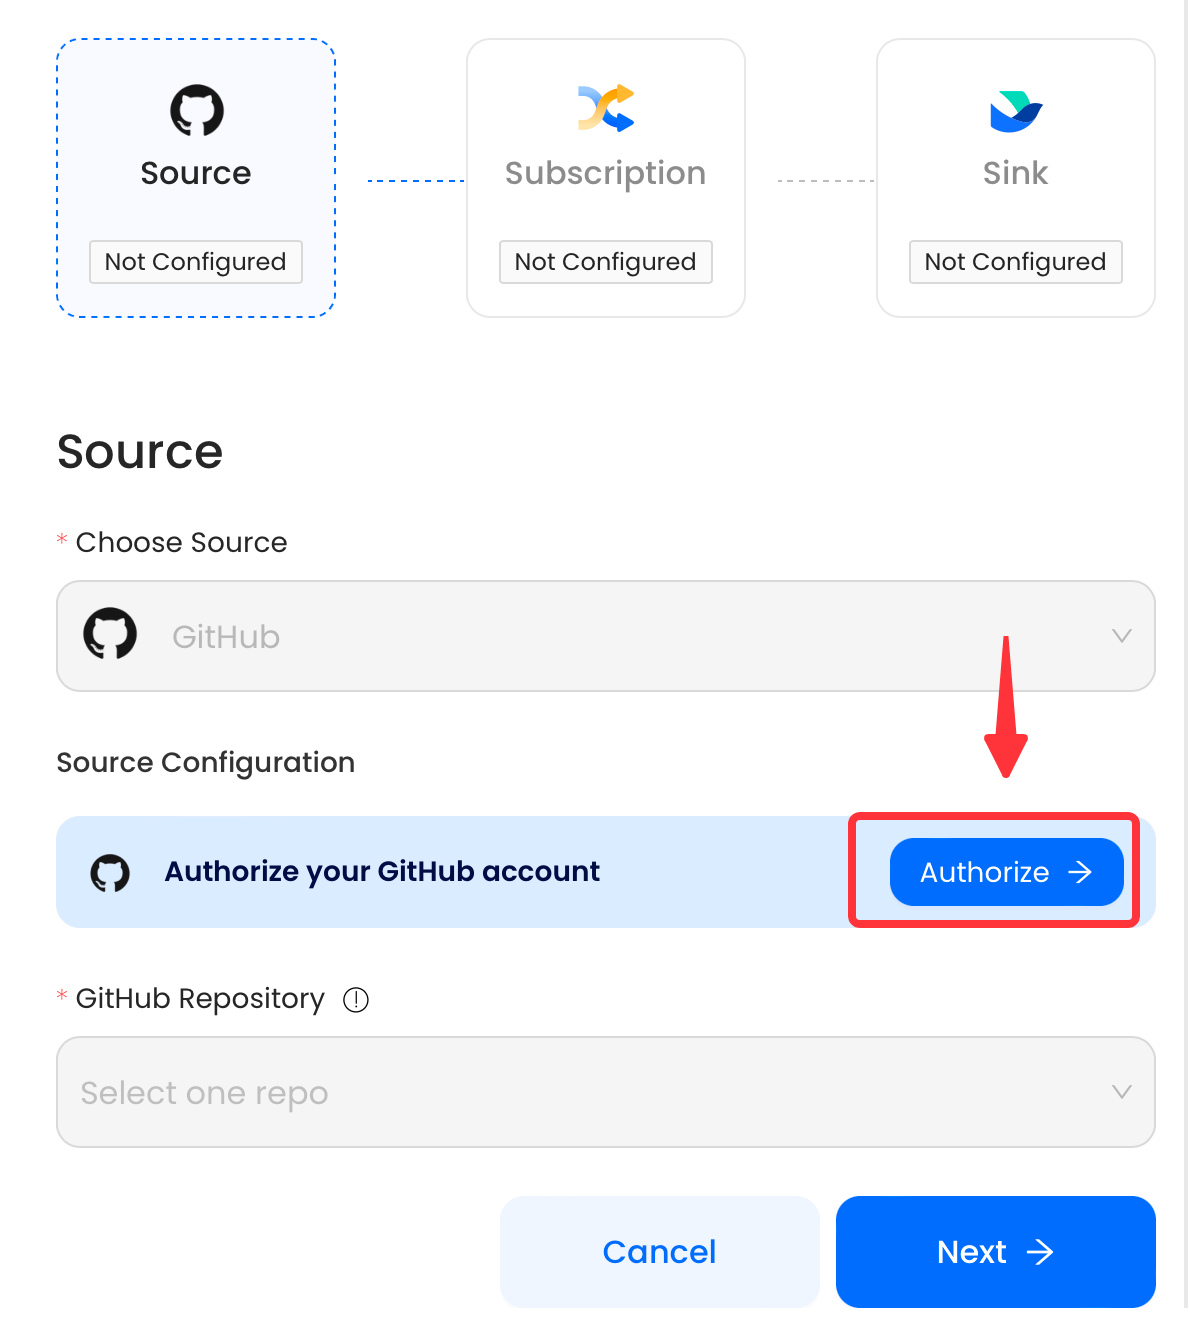 Source
Subscription
Sink
Not Configured
Not Configured
Not Configured
Source
* Choose Source
GitHub
Source Configuration
Authorize your GitHub account
Authorize →
* GitHub Repository
Select one repo
Cancel
Next →